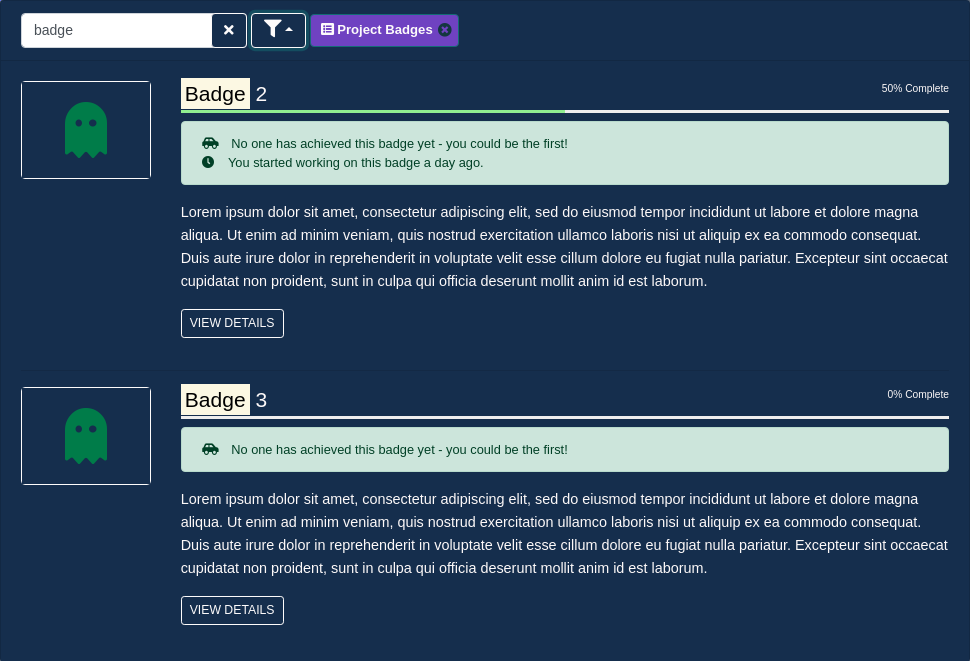 badge
Project Badges
Badge 2
50% Complete
No one has achieved this badge yet - you could be the first!
You started working on this badge a day ago.
Lorem ipsum dolor sit amet, consectetur adipiscing elit, sed do eiusmod tempor incididunt ut labore et dolore magna
aliqua. Ut enim ad minim veniam, quis nostrud exercitation ullamco laboris nisi ut aliquip ex ea commodo consequat.
Duis aute irure dolor in reprehenderit in voluptate velit esse cillum dolore eu fugiat nulla pariatur. Excepteur sint occaecat
cupidatat non proident, sunt in culpa qui officia deserunt mollit anim id est laborum.
VIEW DETAILS
Badge 3
0% Complete
No one has achieved this badge yet - you could be the first!
Lorem ipsum dolor sit amet, consectetur adipiscing elit, sed do eiusmod tempor incididunt ut labore et dolore magna
aliqua. Ut enim ad minim veniam, quis nostrud exercitation ullamco laboris nisi ut aliquip ex ea commodo consequat.
Duis aute irure dolor in reprehenderit in voluptate velit esse cillum dolore eu fugiat nulla pariatur. Excepteur sint occaecat
cupidatat non proident, sunt in culpa qui officia deserunt mollit anim id est laborum.
VIEW DETAILS